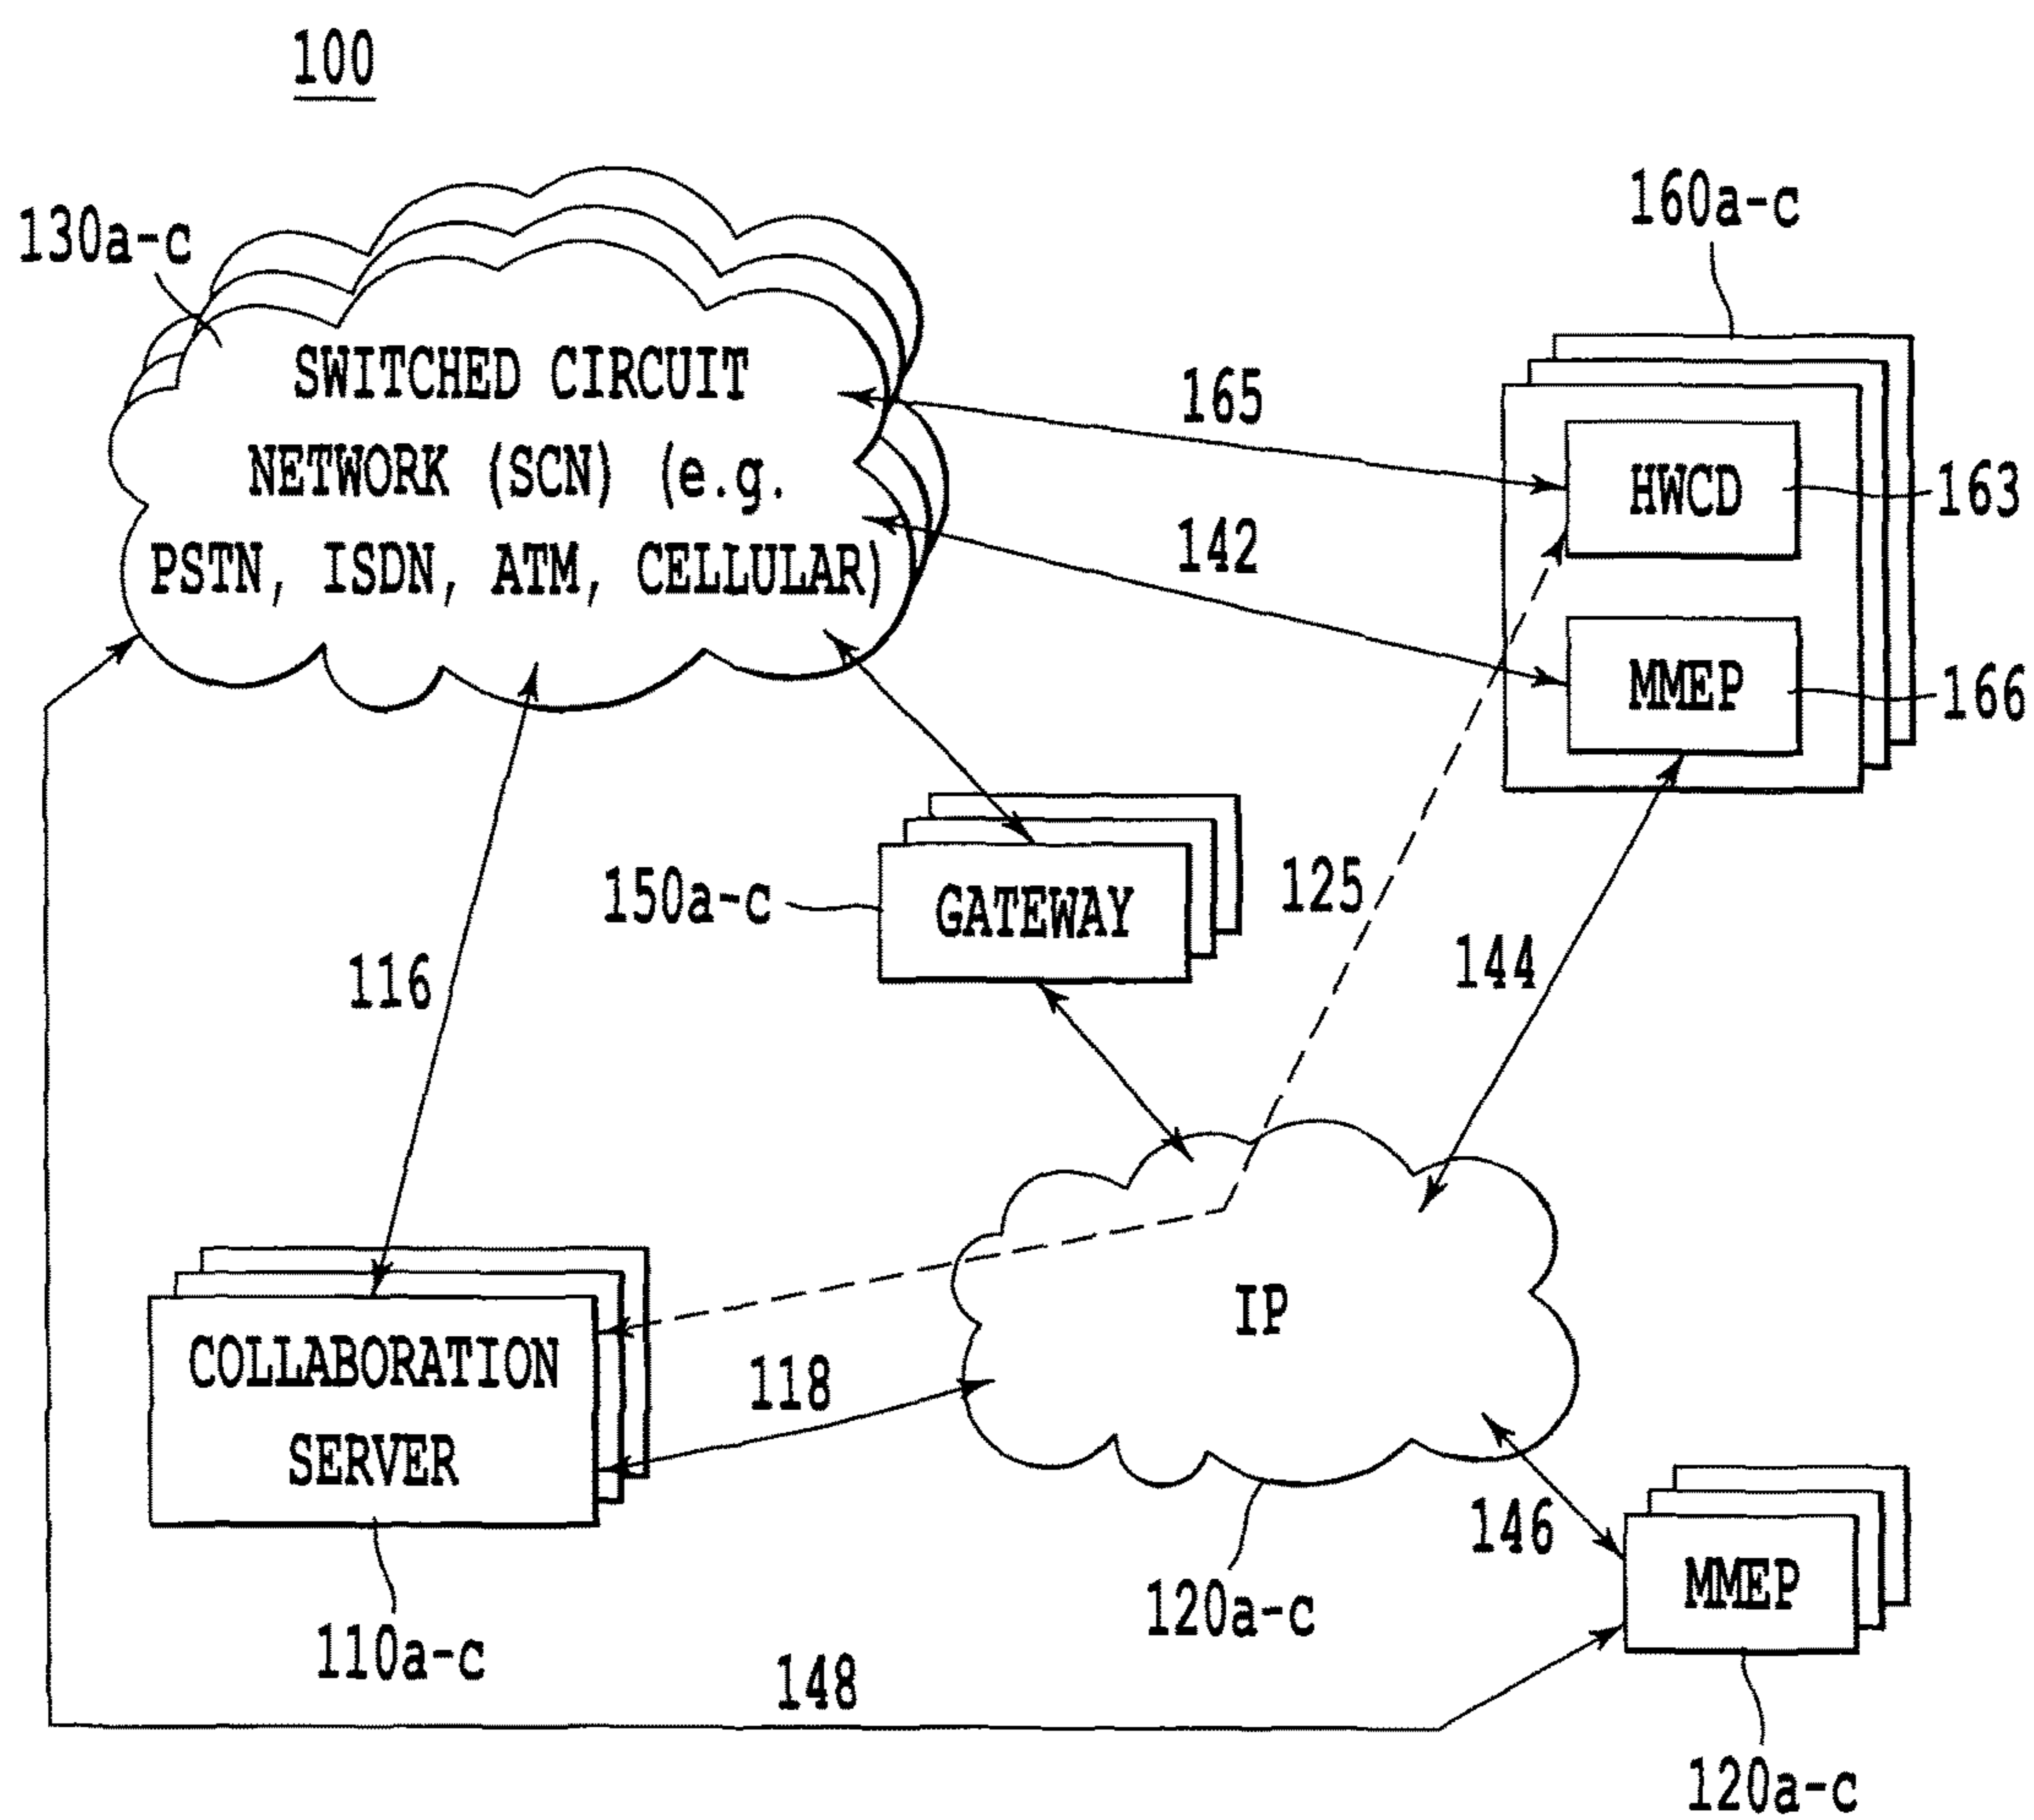 100
130a-c
160a-c
SWITCHED CIRCUIT
NETWORK (SCN) (e.g.
PSTN, ISDN, ATM, CELLULAR)
165
HWCD
163
142
MMEP
166
150a-c
GATEWAY
125
144
116
COLLABORATION
SERVER
118
IP
146
MMEP
110a-c
120a-c
148
120a-c